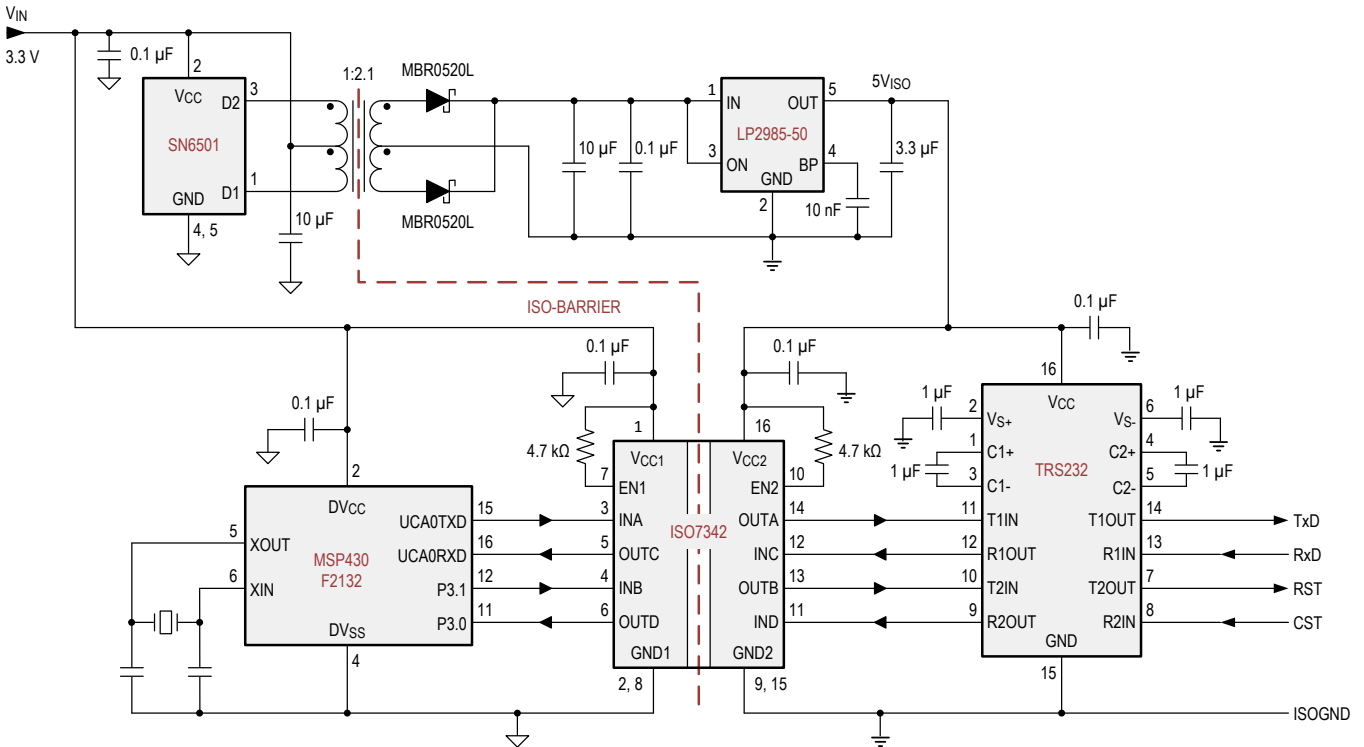 VIN
3.3 V
0.1 µF
2
VCC
D2
3
SN6501
D1
1
GND
4, 5
10 µF
1:2.1
MBR0520L
MBR0520L
10 µF
0.1 µF
1
IN
OUT
5
LP2985-50
3
ON
BP
4
GND
2
10 nF
5VISO
3.3 µF
ISO-BARRIER
0.1 µF
2
DVCC
5
XOUT
6
XIN
MSP430
F2132
UCA0TXD
15
UCA0RXD
16
P3.1
12
P3.0
11
DVSS
4
0.1 µF
4.7 kΩ
1
VCC1
7
EN1
3
INA
5
OUTC
4
INB
6
OUTD
GND1
2, 8
ISO7342
0.1 µF
4.7 kΩ
16
VCC2
10
EN2
OUTA
14
INC
12
OUTB
13
IND
11
GND2
9, 15
0.1 µF
16
VCC
1 µF
2
VS+
VS-
6
1 µF
1
C1+
C2+
4
1 µF
3
C1-
C2-
5
1 µF
TRS232
11
T1IN
T1OUT
14
TxD
12
R1OUT
R1IN
13
RxD
10
T2IN
T2OUT
7
RST
9
R2OUT
R2IN
8
CST
GND
15
ISOGND